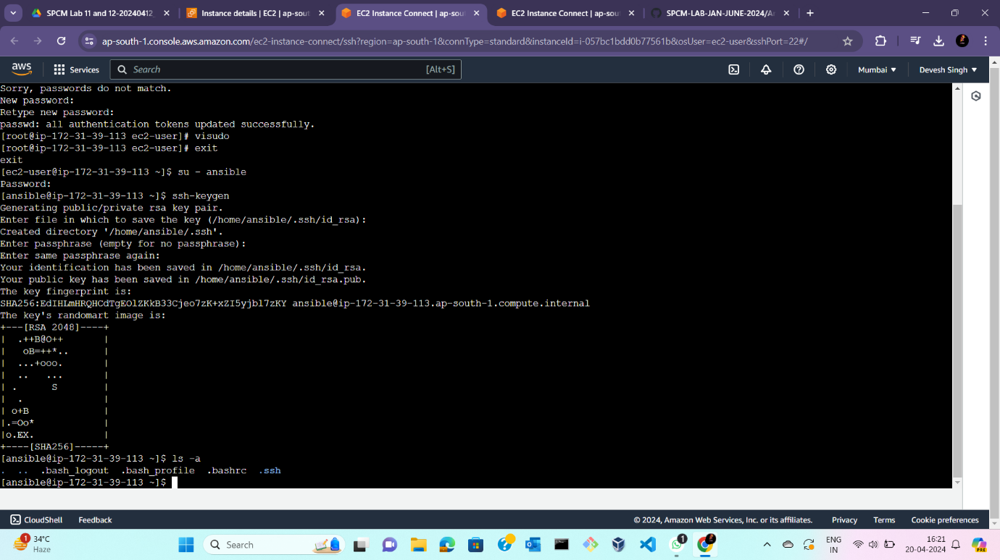 SPCM Lab 11 and 12-20240412_
Instance details | EC2 | ap-sout
EC2 Instance Connect | ap-sou
EC2 Instance Connect | ap-sou
SPCM-LAB-JAN-JUNE-2024/Ar
ap-south-1.console.aws.amazon.com/ec2-instance-connect/ssh?region=ap-south-1&connType=standard&instanceId=i-057bc1bdd0b77561b&osUser=ec2-user&sshPort=22#/
aws
Services
Search
[Alt+S]
Mumbai
Devesh Singh
Sorry, passwords do not match.
New password:
Retype new password:
passwd: all authentication tokens updated successfully.
[root@ip-172-31-39-113 ec2-user]# visudo
[root@ip-172-31-39-113 ec2-user]# exit
exit
[ec2-user@ip-172-31-39-113 ~]$ su - ansible
Password:
[ansible@ip-172-31-39-113 ~]$ ssh-keygen
Generating public/private rsa key pair.
Enter file in which to save the key (/home/ansible/.ssh/id_rsa):
Created directory '/home/ansible/.ssh'.
Enter passphrase (empty for no passphrase):
Enter same passphrase again:
Your identification has been saved in /home/ansible/.ssh/id_rsa.
Your public key has been saved in /home/ansible/.ssh/id_rsa.pub.
The key fingerprint is:
SHA256:EdIHLmHRQHCdTgEOlZKkB33Cjeo7zK+xZI5yjbl7zKY ansible@ip-172-31-39-113.ap-south-1.compute.internal
The key's randomart image is:
+---[RSA 2048]----+
|  .++B@O++       |
|   oB=++*..      |
|  ...+ooo.       |
|  ..   ...       |
| .      S        |
|  .              |
| o+B             |
|.=Oo*            |
|o.EX.            |
+----[SHA256]-----+
[ansible@ip-172-31-39-113 ~]$ ls -a
.  ..  .bash_logout  .bash_profile  .bashrc  .ssh
[ansible@ip-172-31-39-113 ~]$
CloudShell
Feedback
© 2024, Amazon Web Services, Inc. or its affiliates.
Privacy
Terms
Cookie preferences
1
34°C
Haze
Search
1
ENG
IN
16:21
20-04-2024
PRE